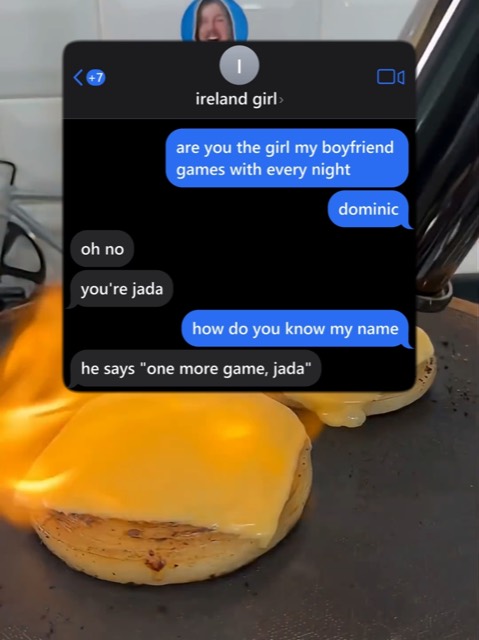 +7
I
ireland girl
are you the girl my boyfriend
games with every night
dominic
oh no
you're jada
how do you know my name
he says "one more game, jada"